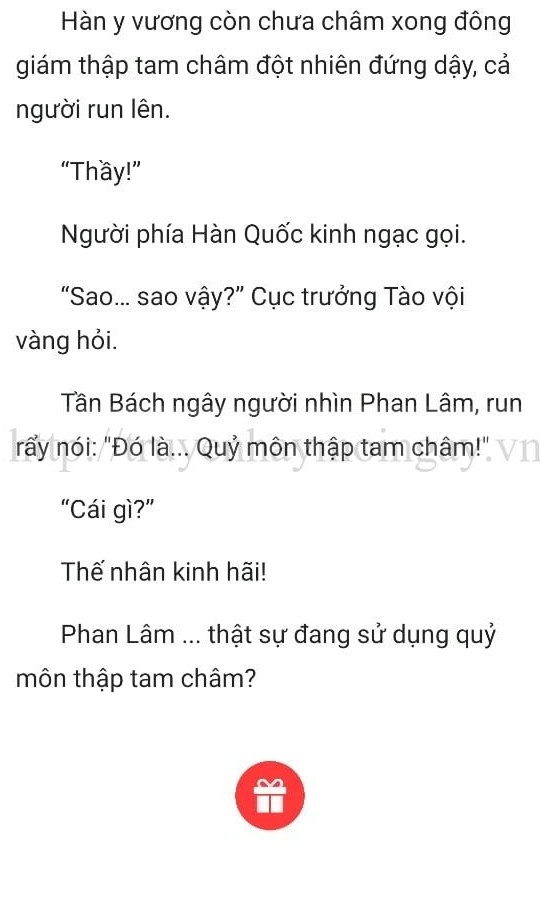 Hàn y vương còn chưa châm xong đông
giám thập tam châm đột nhiên đứng dậy, cả
người run lên.
“Thầy!”
Người phía Hàn Quốc kinh ngạc gọi.
“Sao... sao vậy?” Cục trưởng Tào vội
vàng hỏi.
Tần Bách ngây người nhìn Phan Lâm, run
rẩy nói: "Đó là... Quỷ môn thập tam châm!"
http://truyenhaymoingay.vn
“Cái gì?”
Thế nhân kinh hãi!
Phan Lâm ... thật sự đang sử dụng quỷ
môn thập tam châm?